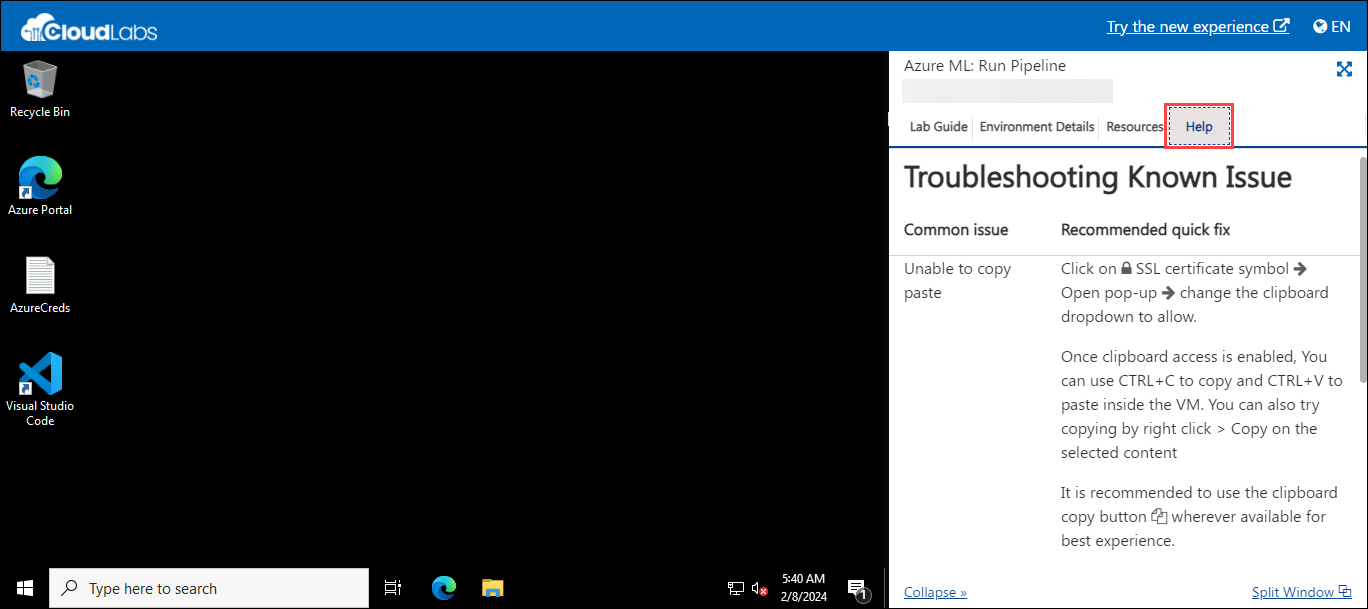 CloudLabs
Try the new experience
EN
Recycle Bin
Azure Portal
AzureCreds
Visual Studio
Code
Type here to search
5:40 AM
2/8/2024
1
Azure ML: Run Pipeline
Lab Guide
Environment Details
Resources
Help
Troubleshooting Known Issue
Common issue
Recommended quick fix
Unable to copy
paste
Click on SSL certificate symbol
Open pop-up change the clipboard
dropdown to allow.
Once clipboard access is enabled, You
can use CTRL+C to copy and CTRL+V to
paste inside the VM. You can also try
copying by right click > Copy on the
selected content
It is recommended to use the clipboard
copy button wherever available for
best experience.
Collapse »
Split Window